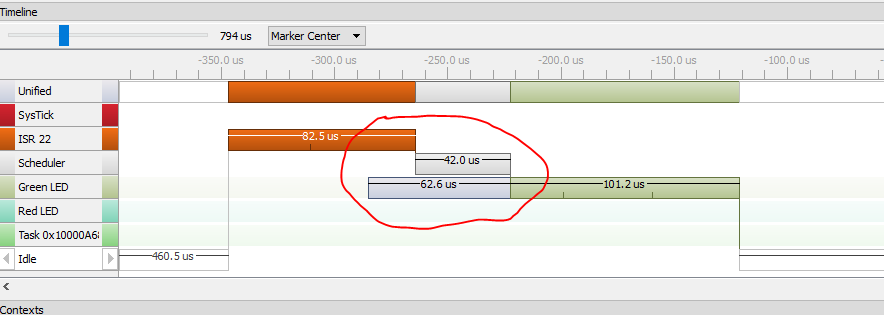 Timeline
794 us
Marker Center
-350.0 us
-300.0 us
-250.0 us
-200.0 us
-150.0 us
-100.0 us
Unified
SysTick
ISR 22
32.5 us
Scheduler
42.0 us
Green LED
62.6 us
101.2 us
Red LED
Task 0x10000A68
Idle
460.5 us
Contexts